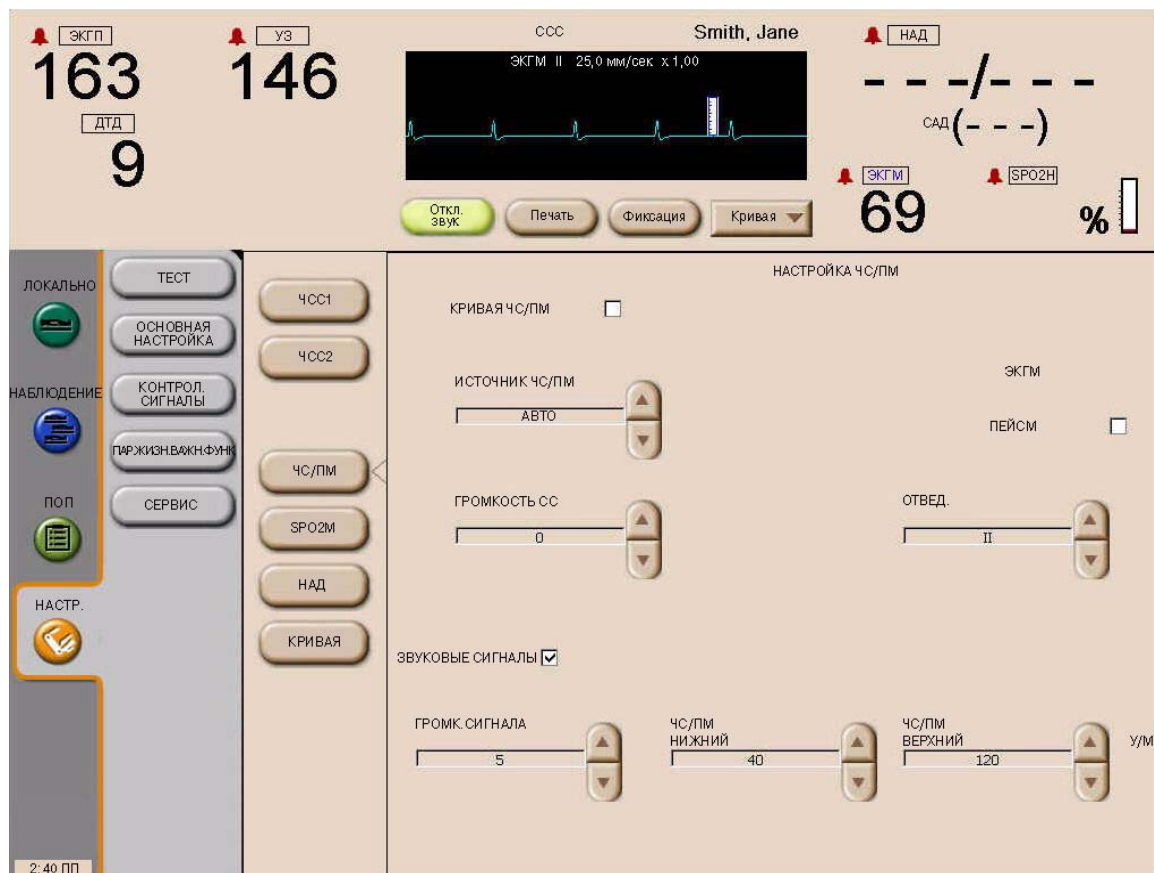 ЭКГП
163
ДТД
9
УЗ
146
ССС
Smith, Jane
ЭКГМ II 25,0 мм/сек x 1,00
Откл. звук
Печать
Фиксация
Кривая
НАД
- - -/- - -
САД (- - -)
ЭКГМ
69
SPO2Н
%
ЛОКАЛЬНО
НАБЛЮДЕНИЕ
ПОП
НАСТР.
2:40 ПП
ТЕСТ
ОСНОВНАЯ
НАСТРОЙКА
КОНТРОЛ.
СИГНАЛЫ
ПАР.ЖИЗН.ВАЖН.ФУНК
СЕРВИС
ЧСС1
ЧСС2
ЧС/ПМ
SPO2М
НАД
КРИВАЯ
НАСТРОЙКА ЧС/ПМ
КРИВАЯ ЧС/ПМ
ИСТОЧНИК ЧС/ПМ
АВТО
ЭКГМ
ПЕЙСМ
ГРОМКОСТЬ СС
0
ОТВЕД.
II
ЗВУКОВЫЕ СИГНАЛЫ
ГРОМК. СИГНАЛА
5
ЧС/ПМ
НИЖНИЙ
40
ЧС/ПМ
ВЕРХНИЙ
120
У/М